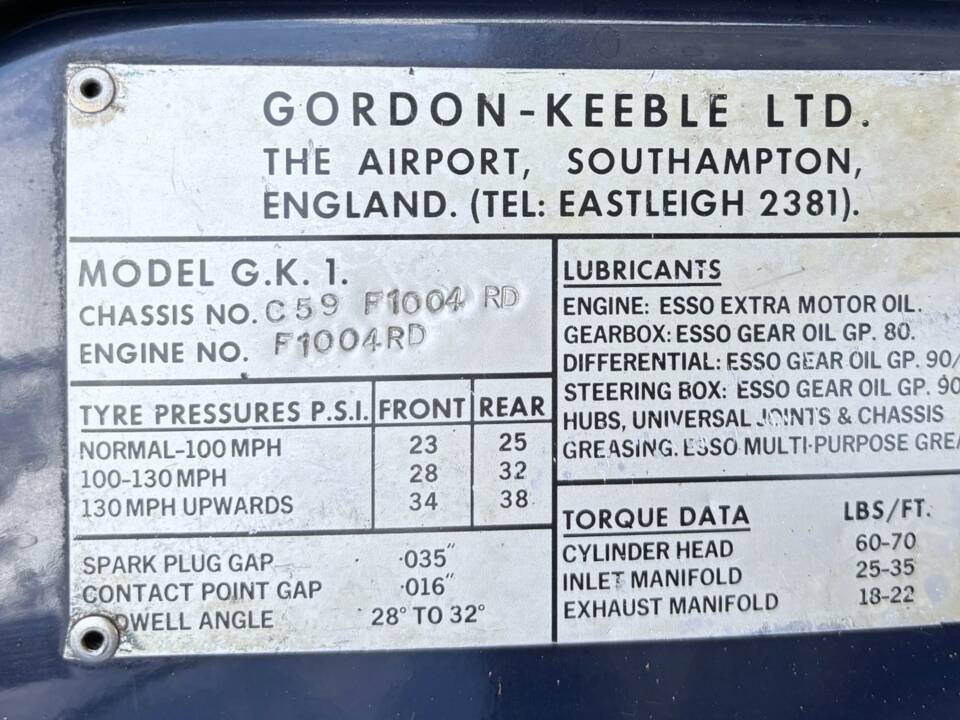 GORDON-KEEBLE LTD.
THE AIRPORT, SOUTHAMPTON,
ENGLAND. (TEL: EASTLEIGH 2381).
MODEL G.K. 1.
CHASSIS NO. C59 F1004 RD
ENGINE NO. F1004RD
TYRE PRESSURES P.S.I. FRONT REAR
NORMAL-100 MPH 23 25
100-130 MPH 28 32
130 MPH UPWARDS 34 38
SPARK PLUG GAP ·035"
CONTACT POINT GAP ·016"
DWELL ANGLE 28° TO 32°
LUBRICANTS
ENGINE: ESSO EXTRA MOTOR OIL.
GEARBOX: ESSO GEAR OIL GP. 80.
DIFFERENTIAL: ESSO GEAR OIL GP. 90/
STEERING BOX: ESSO GEAR OIL GP. 90
HUBS, UNIVERSAL JOINTS & CHASSIS
GREASING. ESSO MULTI-PURPOSE GREA
TORQUE DATA LBS/FT.
CYLINDER HEAD 60-70
INLET MANIFOLD 25-35
EXHAUST MANIFOLD 18-22